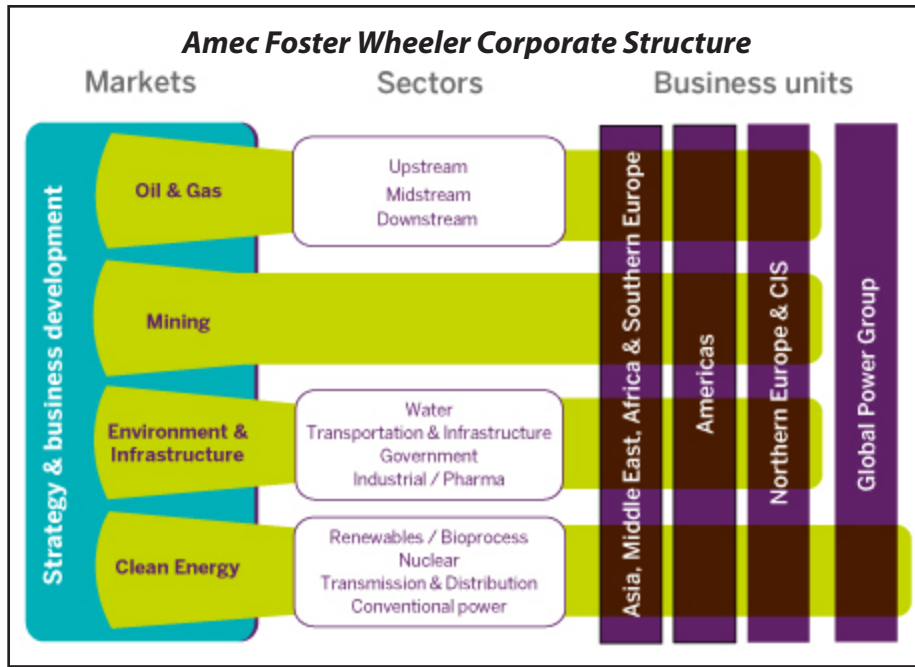 Amec Foster Wheeler Corporate Structure
Markets
Sectors
Business units
Strategy & business development
Oil & Gas
Upstream
Midstream
Downstream
Mining
Environment &
Infrastructure
Water
Transportation & Infrastructure
Government
Industrial / Pharma
Clean Energy
Renewables / Bioprocess
Nuclear
Transmission & Distribution
Conventional power
Asia, Middle East, Africa & Southern Europe
Americas
Northern Europe & CIS
Global Power Group